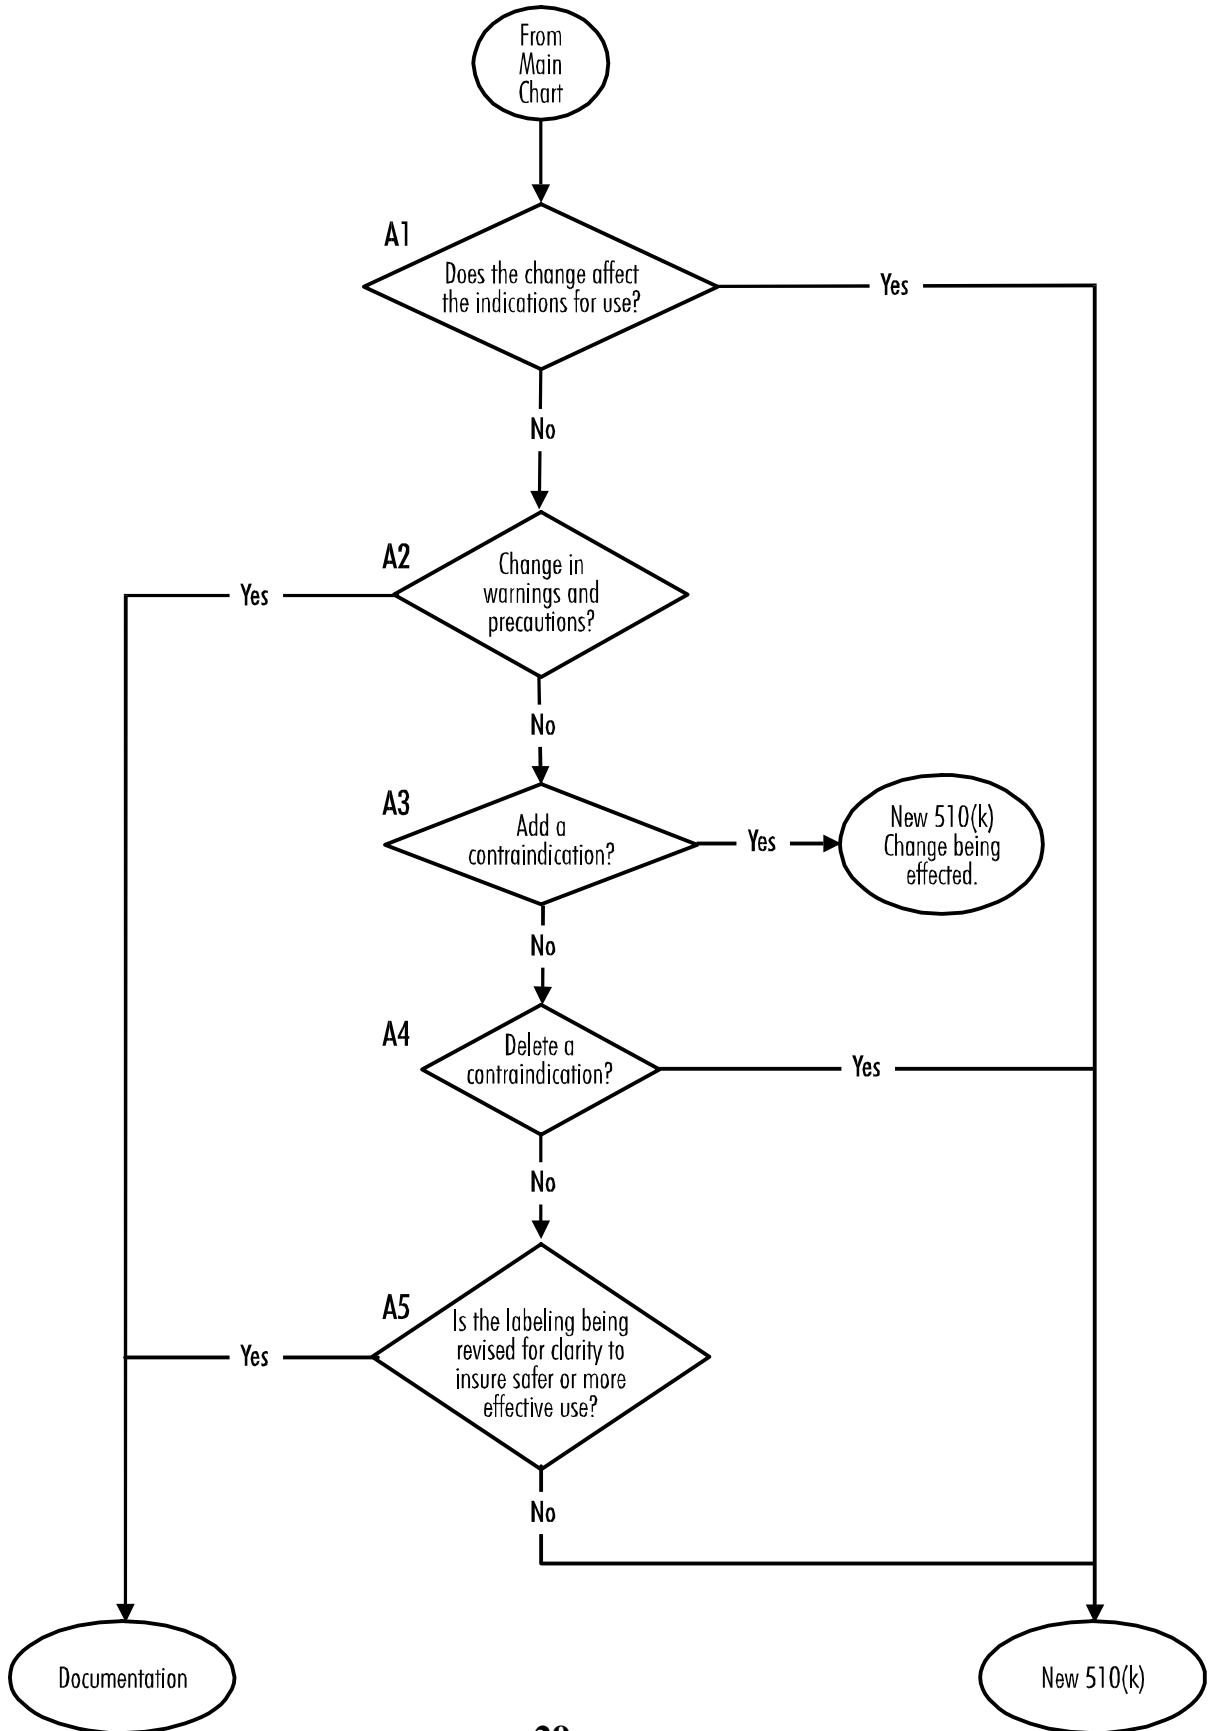 From
Main
Chart
A1
Does the change affect
the indications for use?
Yes
No
A2
Change in
warnings and
precautions?
Yes
No
A3
Add a
contraindication?
Yes
New 510(k)
Change being
effected.
No
A4
Delete a
contraindication?
Yes
No
A5
Is the labeling being
revised for clarity to
insure safer or more
effective use?
Yes
No
Documentation
New 510(k)